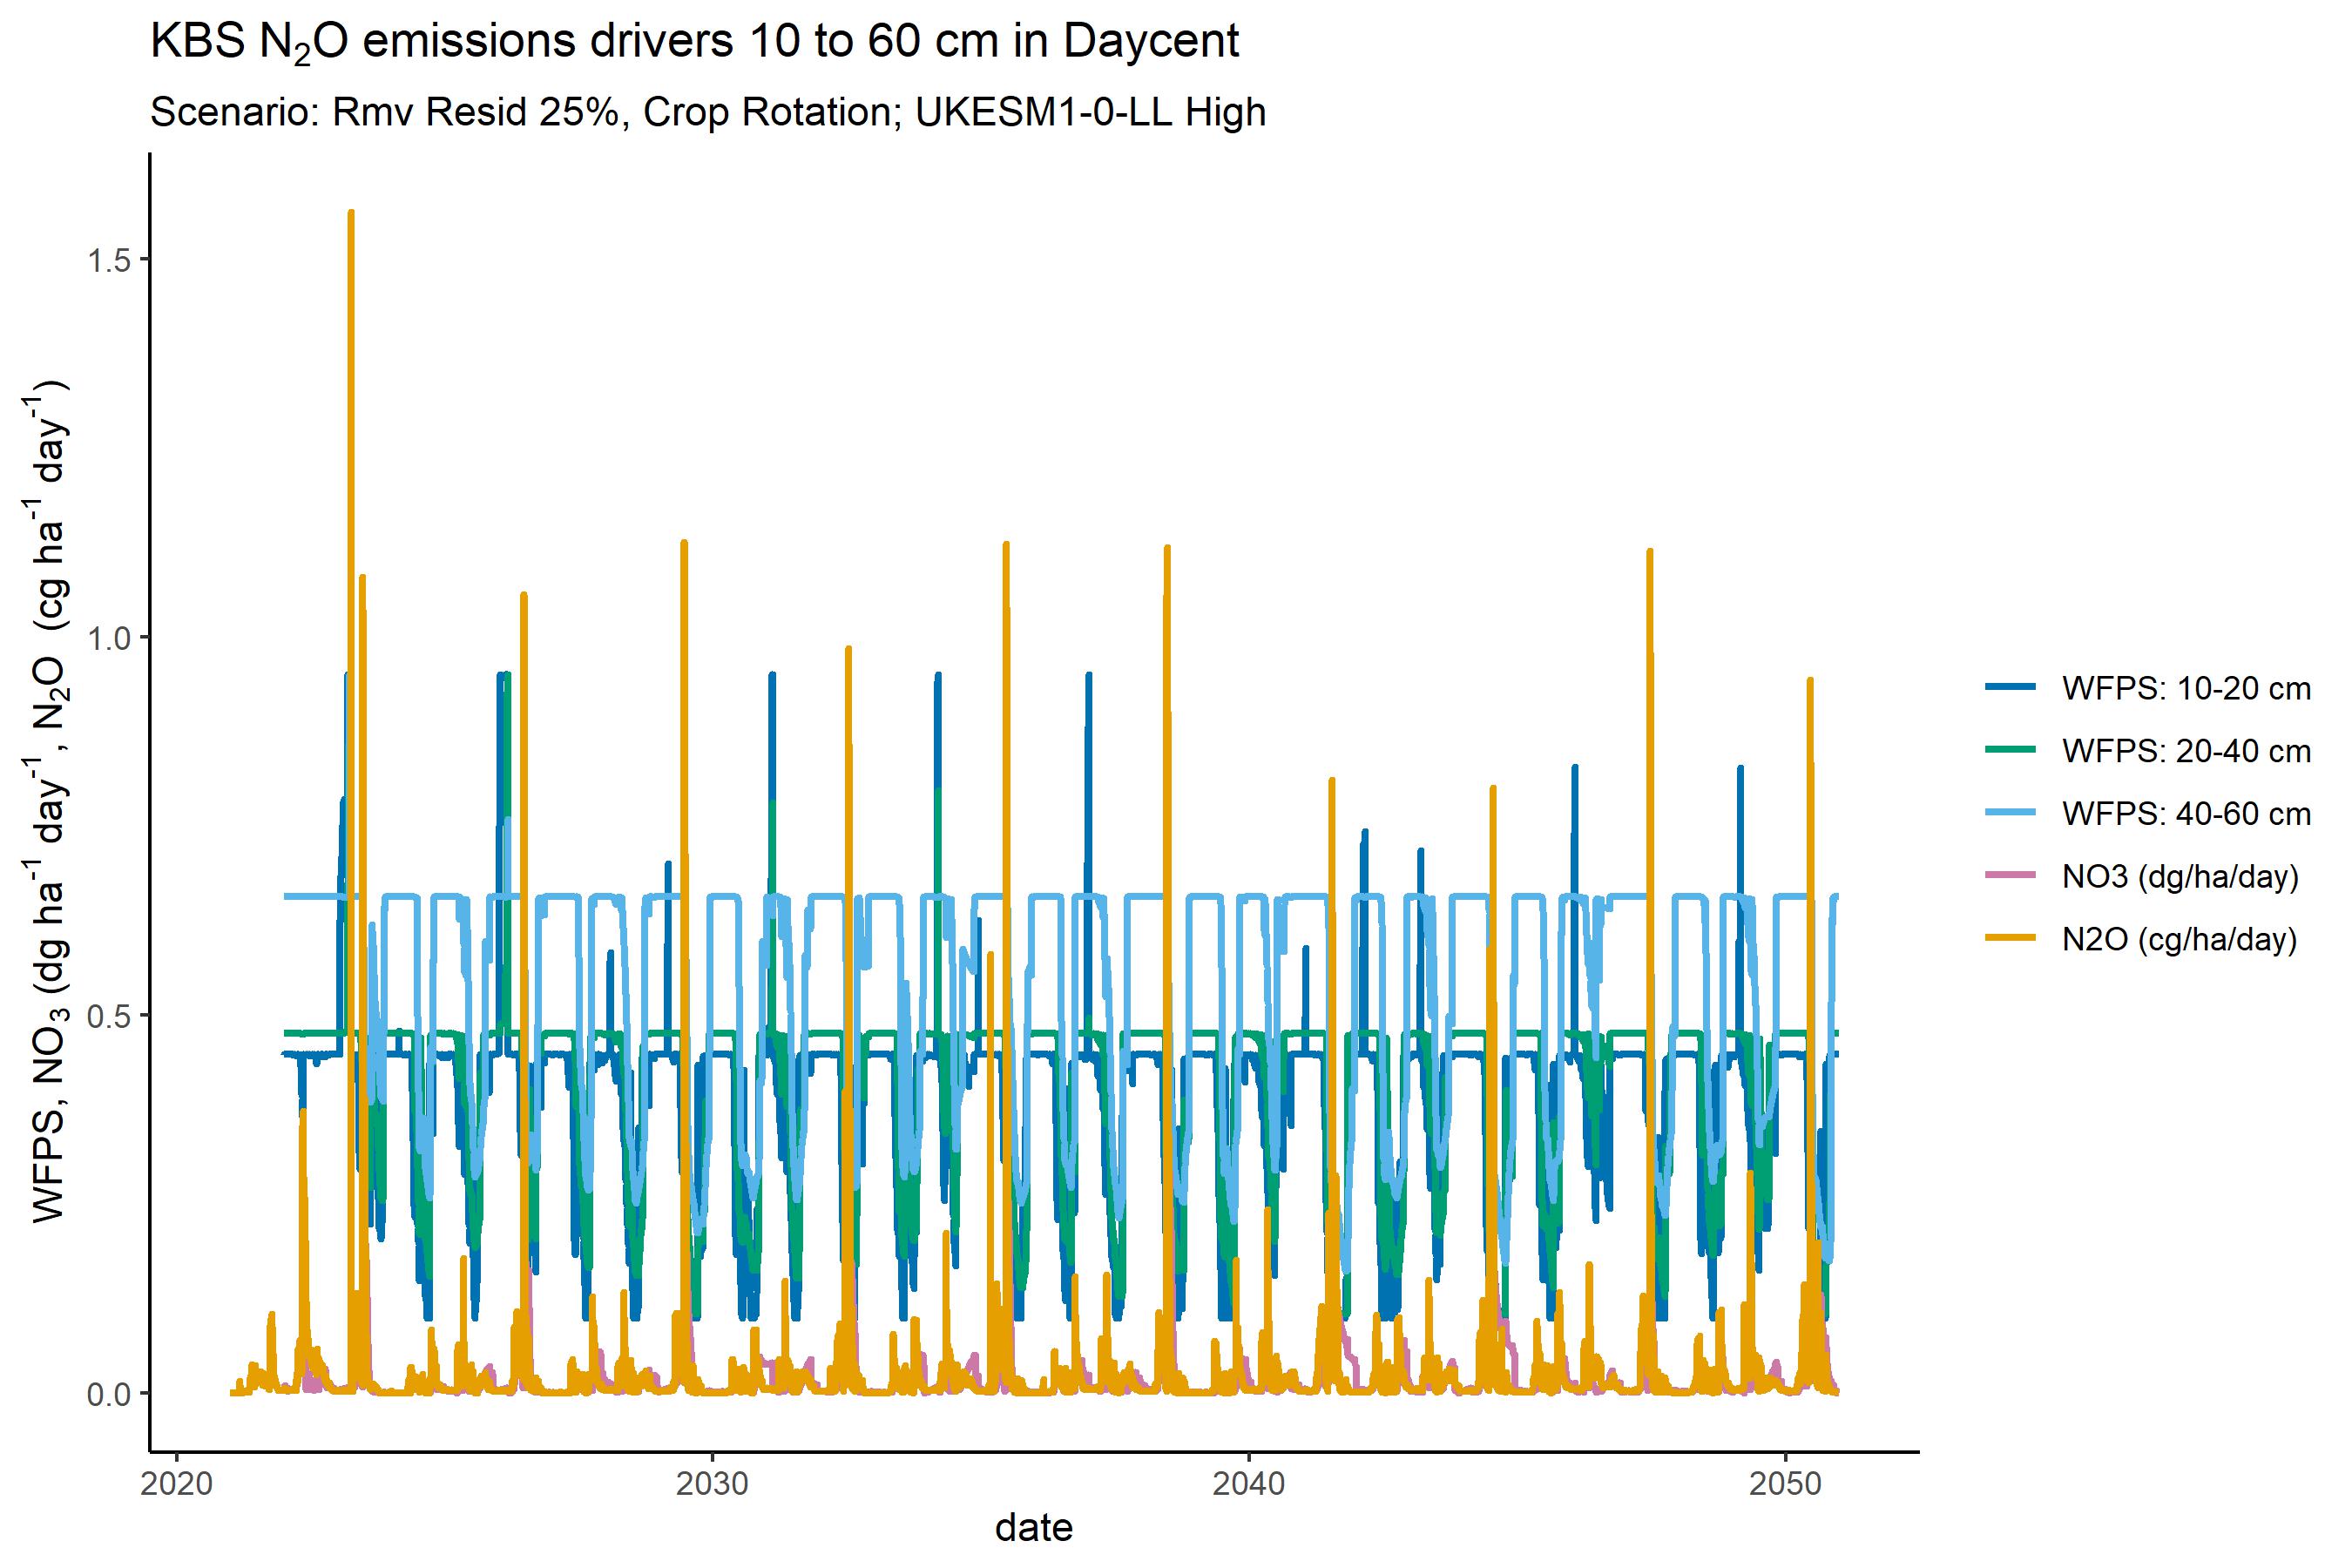 KBS N₂O emissions drivers 10 to 60 cm in Daycent
Scenario: Rmv Resid 25%, Crop Rotation; UKESM1-0-LL High
WFPS, NO₃ (dg ha⁻¹ day⁻¹, N₂O (cg ha⁻¹ day⁻¹)
1.5
1.0
0.5
0.0
2020
2030
2040
2050
date
WFPS: 10-20 cm
WFPS: 20-40 cm
WFPS: 40-60 cm
NO3 (dg/ha/day)
N2O (cg/ha/day)